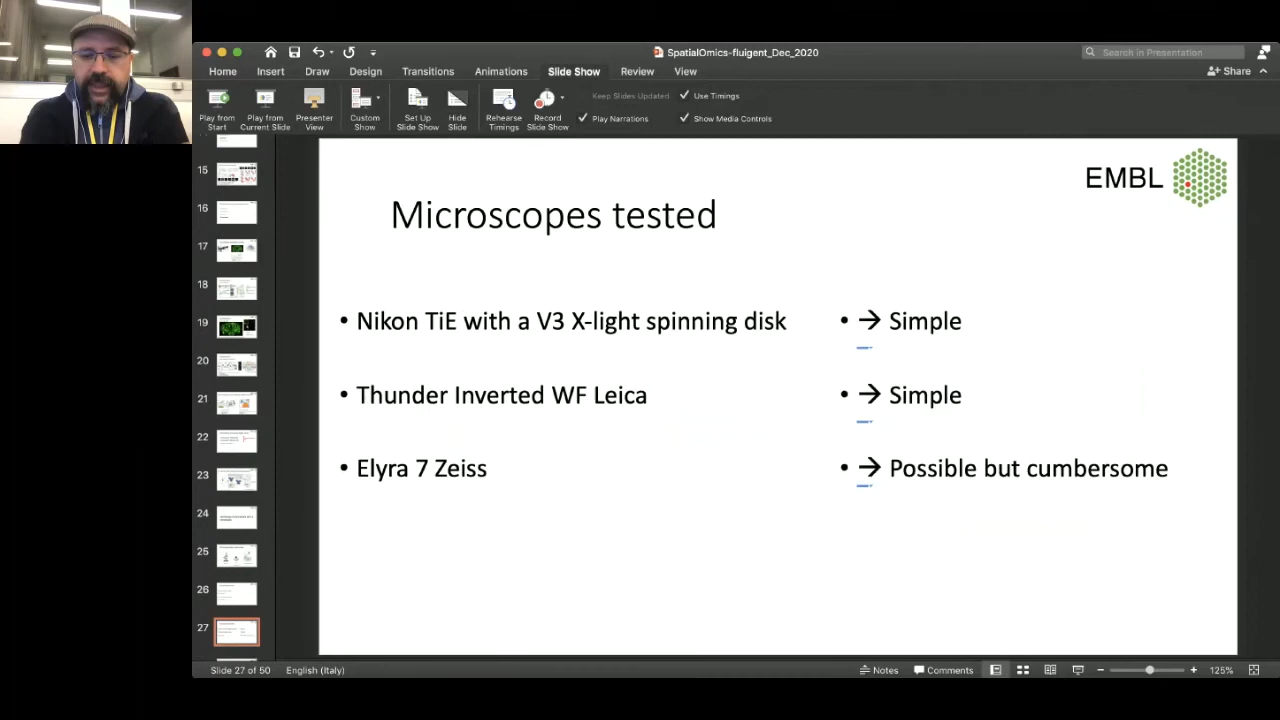 SpatialOmics-fluigent_Dec_2020
Search in Presentation
Home Insert Draw Design Transitions Animations Slide Show Review View
Share
Play from Start
Play from Current Slide
Presenter View
Custom Show
Set Up Slide Show
Hide Slide
Rehearse Timings
Record Slide Show
Keep Slides Updated
Use Timings
Play Narrations
Show Media Controls
15
16
17
18
19
20
21
22
23
24
25
26
27
EMBL
Microscopes tested
• Nikon TiE with a V3 X-light spinning disk • → Simple
• Thunder Inverted WF Leica • → Simple
• Elyra 7 Zeiss • → Possible but cumbersome
Slide 27 of 50 English (Italy) Notes Comments 125%